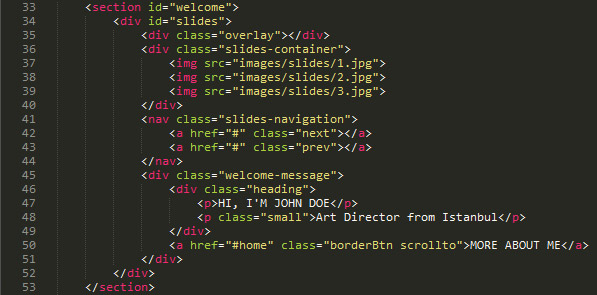 33 <section id="welcome">
34 <div id="slides">
35 <div class="overlay"></div>
36 <div class="slides-container">
37 <img src="images/slides/1.jpg">
38 <img src="images/slides/2.jpg">
39 <img src="images/slides/3.jpg">
40 </div>
41 <nav class="slides-navigation">
42 <a href="#" class="next"></a>
43 <a href="#" class="prev"></a>
44 </nav>
45 <div class="welcome-message">
46 <div class="heading">
47 <p>HI, I'M JOHN DOE</p>
48 <p class="small">Art Director from Istanbul</p>
49 </div>
50 <a href="#home" class="borderBtn scrollto">MORE ABOUT ME</a>
51 </div>
52 </div>
53 </section>